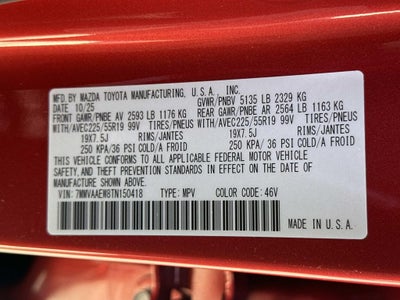 MFD. BY MAZDA TOYOTA MANUFACTURING, U.S.A. INC.
DATE 10/25 GVWR/PNBV 5135 LB 2329 KG
FRONT GAWR/PNBE AV 2593 LB 1176 KG REAR GAWR/PNBE AR 2564 LB 1163 KG
WITH/AVEC225/55R19 99V TIRES/PNEUS WITH/AVEC 225/55R19 99V TIRES/PNEUS
19X7.5J RIMS/JANTES 19X7.5J RIMS/JANTES
250 KPA/ 36 PSI COLD/A FROID 250 KPA/ 36 PSI COLD/A FROID
THIS VEHICLE CONFORMS TO ALL APPLICABLE FEDERAL MOTOR VEHICLE
SAFETY, AND THEFT PREVENTION STANDARDS IN EFFECT ON THE DATE OF
MANUFACTURE SHOWN ABOVE.
VIN: 7MMVAAEW8TN150418 TYPE: MPV COLOR CODE: 46V
MADE IN U.S.A.